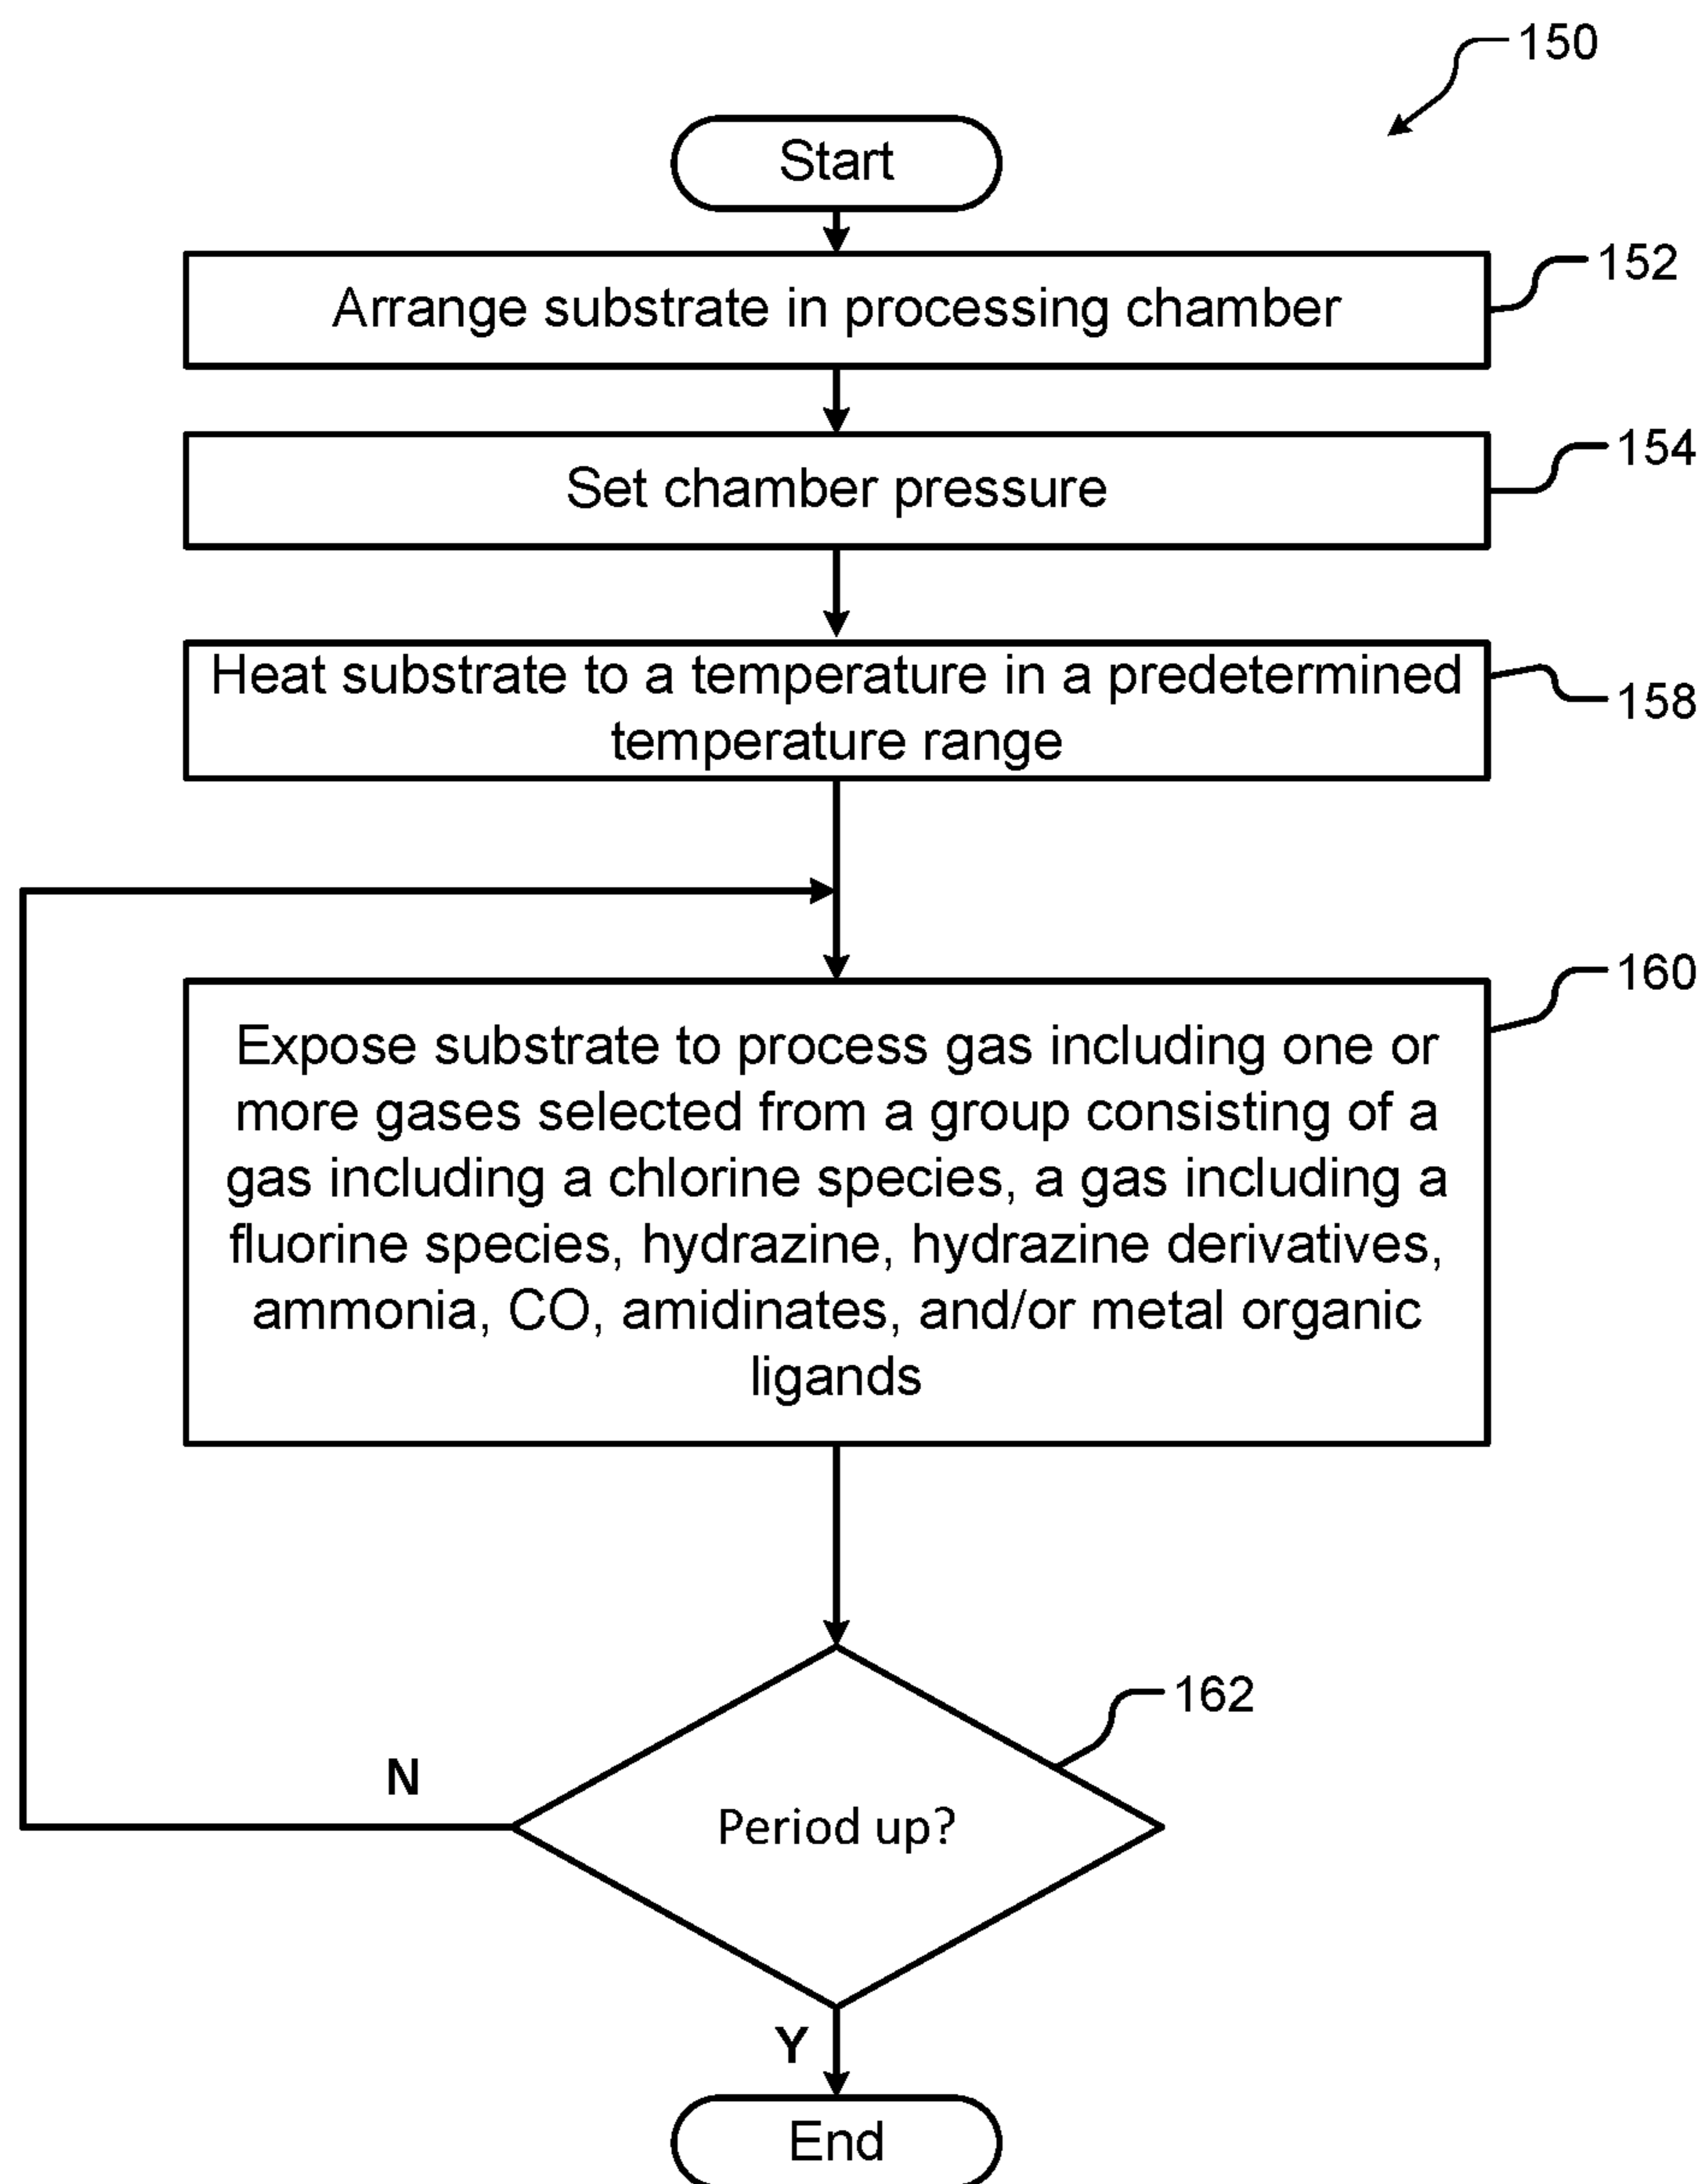 150
Start
152
Arrange substrate in processing chamber
154
Set chamber pressure
Heat substrate to a temperature in a predetermined
temperature range
158
160
Expose substrate to process gas including one or
more gases selected from a group consisting of a
gas including a chlorine species, a gas including a
fluorine species, hydrazine, hydrazine derivatives,
ammonia, CO, amidinates, and/or metal organic
ligands
162
N
Period up?
Y
End